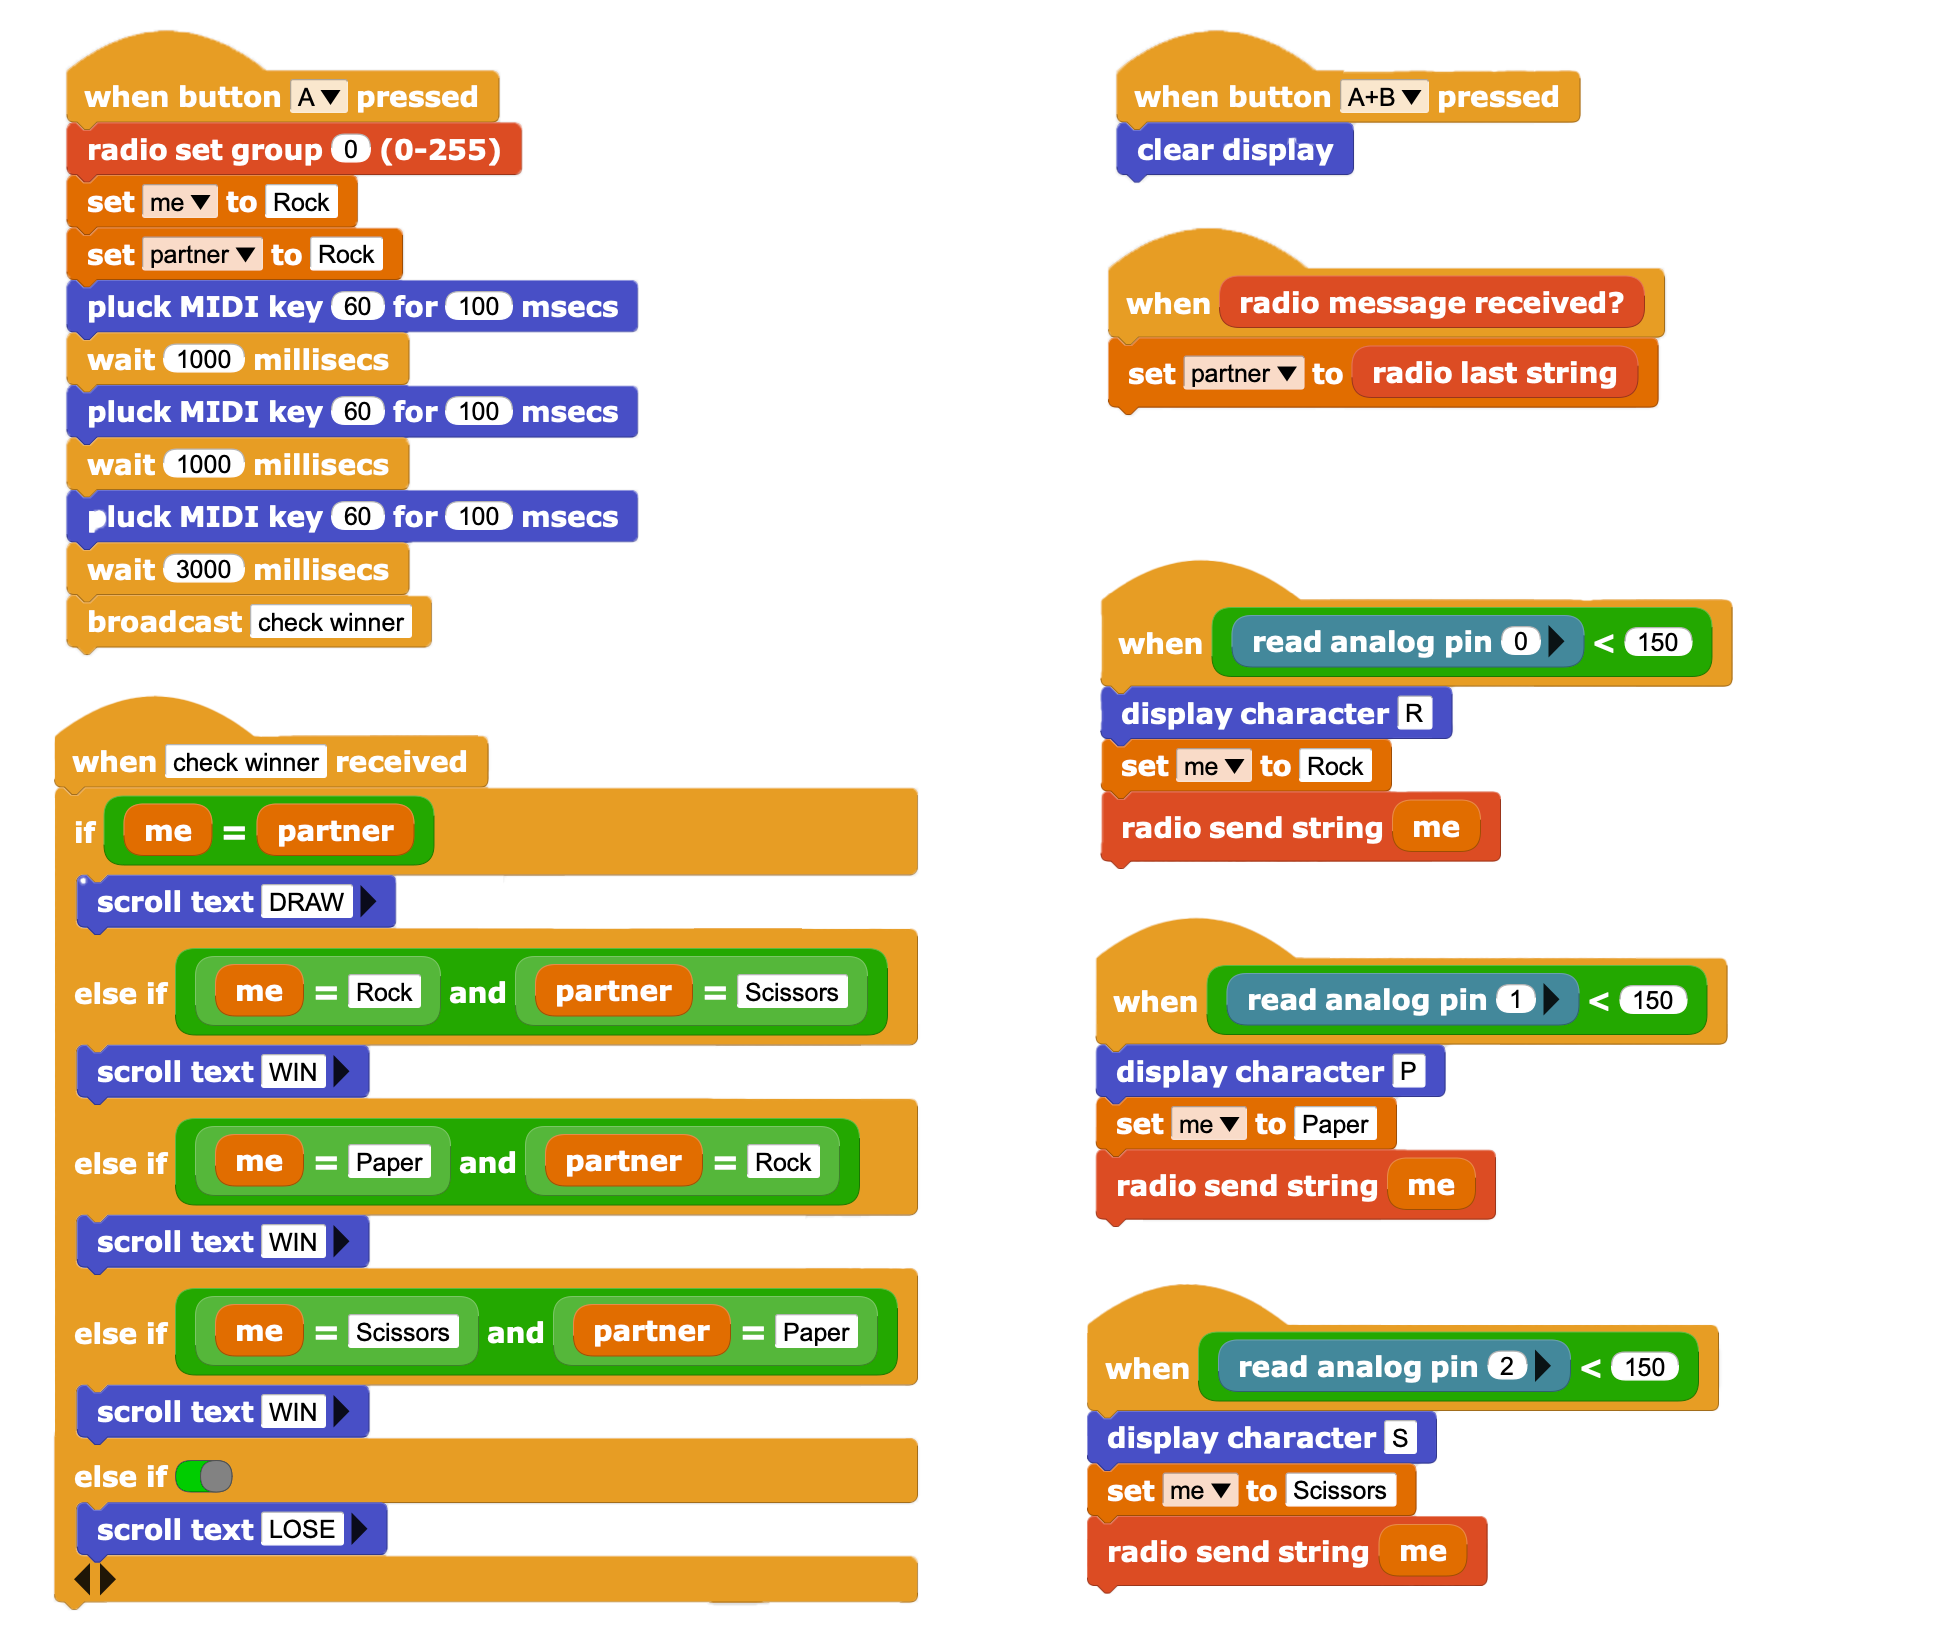 when button A pressed
radio set group 0 (0-255)
set me to Rock
set partner to Rock
pluck MIDI key 60 for 100 msecs
wait 1000 millisecs
pluck MIDI key 60 for 100 msecs
wait 1000 millisecs
pluck MIDI key 60 for 100 msecs
wait 3000 millisecs
broadcast check winner
when check winner received
if me = partner
scroll text DRAW
else if me = Rock and partner = Scissors
scroll text WIN
else if me = Paper and partner = Rock
scroll text WIN
else if me = Scissors and partner = Paper
scroll text WIN
else if
scroll text LOSE
when button A+B pressed
clear display
when radio message received?
set partner to radio last string
when read analog pin 0 < 150
display character R
set me to Rock
radio send string me
when read analog pin 1 < 150
display character P
set me to Paper
radio send string me
when read analog pin 2 < 150
display character S
set me to Scissors
radio send string me